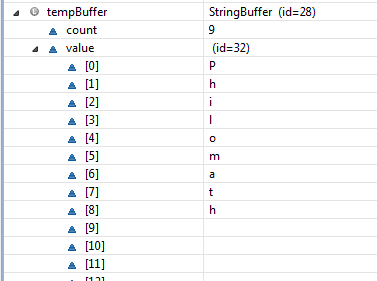 tempBuffer StringBuffer (id=28)
count 9
value (id=32)
[0] P
[1] h
[2] i
[3] l
[4] o
[5] m
[6] a
[7] t
[8] h
[9]
[10]
[11]